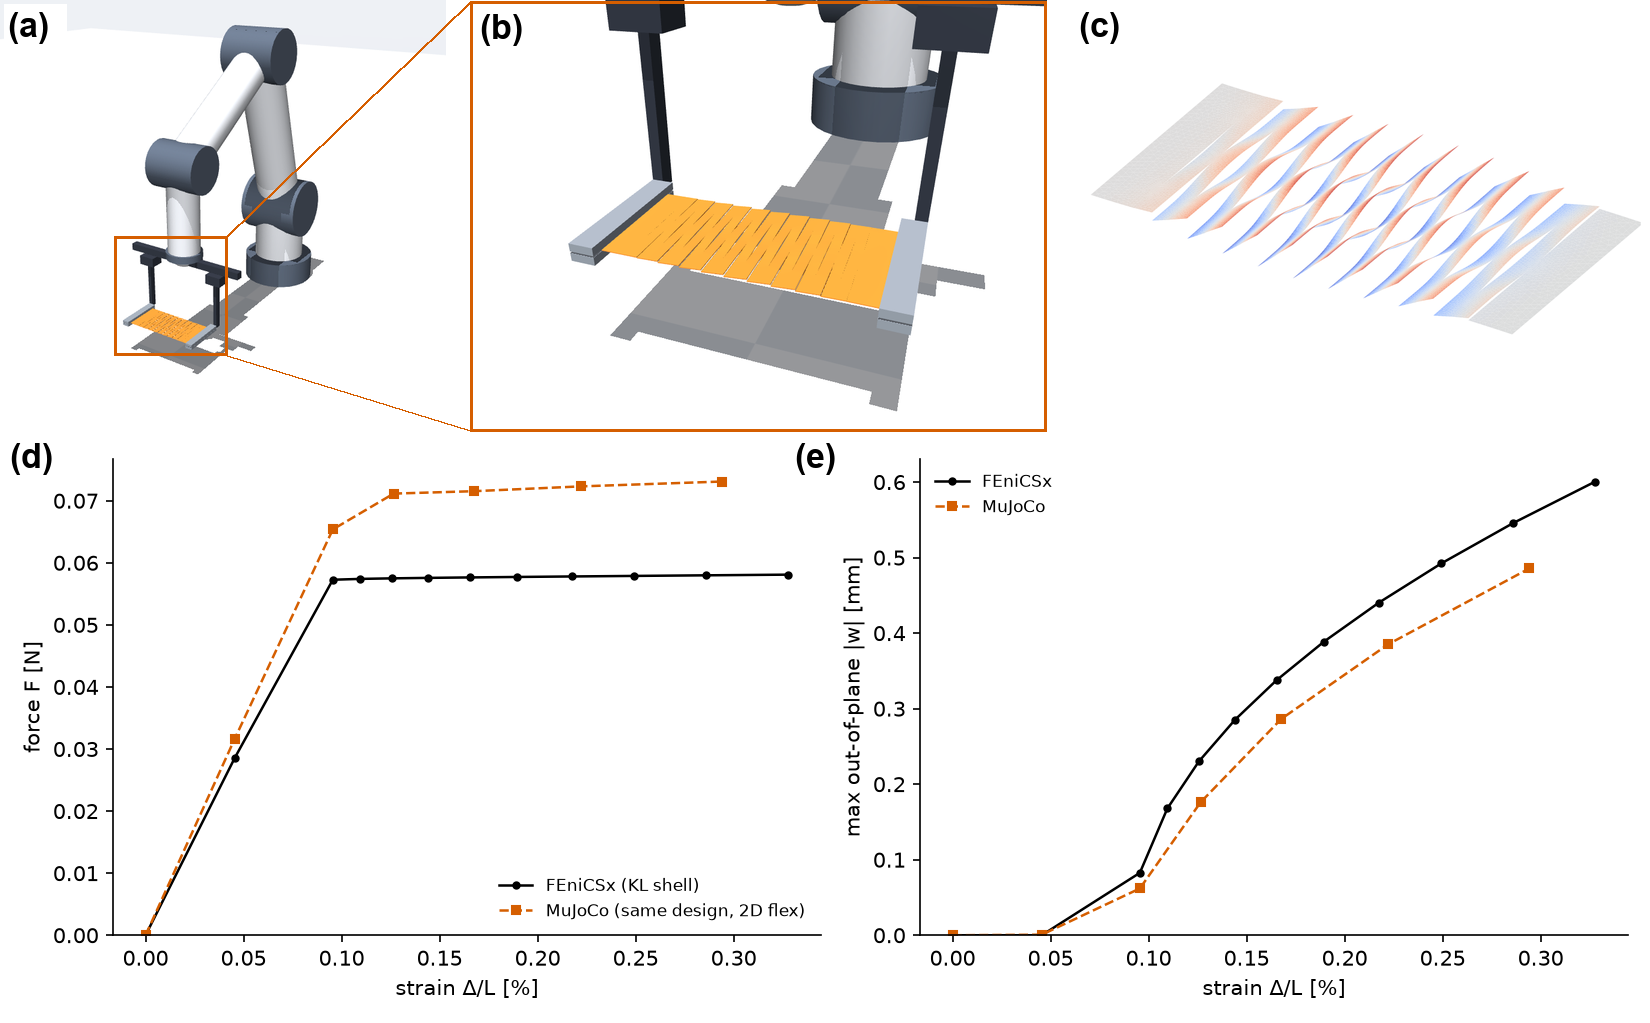 (a)
(b)
(c)
(d)
force F [N]
0.07
0.06
0.05
0.04
0.03
0.02
0.01
0.00
0.00 0.05 0.10 0.15 0.20 0.25 0.30
strain Δ/L [%]
FEniCSx (KL shell)
MuJoCo (same design, 2D flex)
(e)
max out-of-plane |w| [mm]
0.6
0.5
0.4
0.3
0.2
0.1
0.0
0.00 0.05 0.10 0.15 0.20 0.25 0.30
strain Δ/L [%]
FEniCSx
MuJoCo